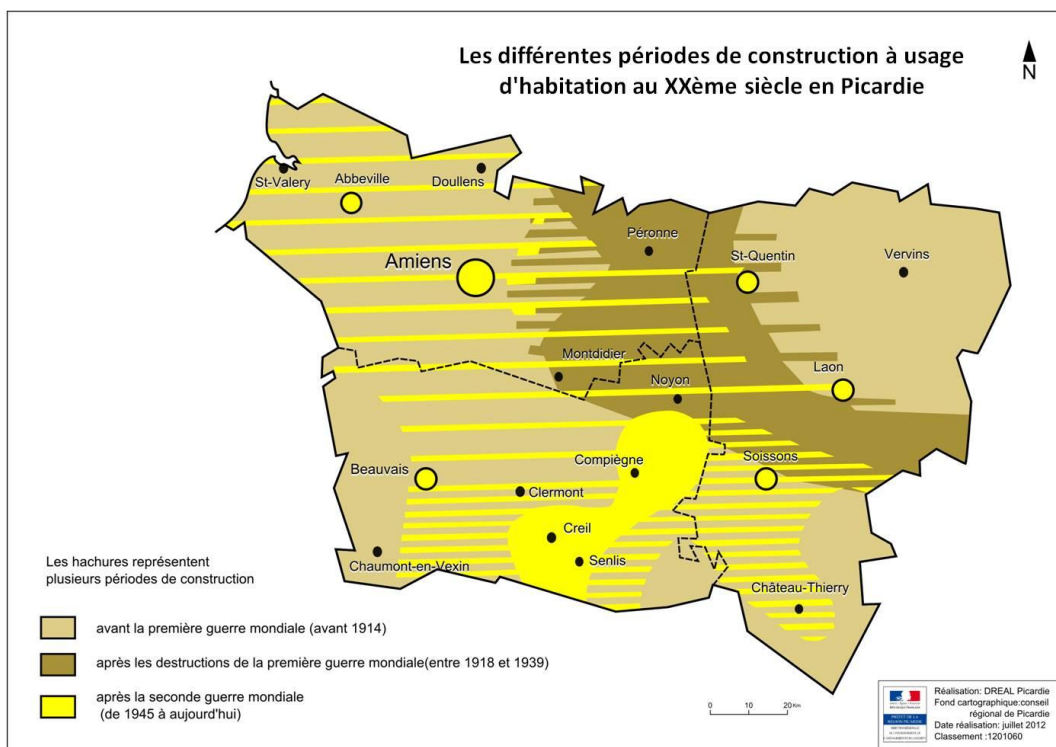 Les différentes périodes de construction à usage
d'habitation au XXème siècle en Picardie
N
St-Valery
Abbeville
Doullens
Amiens
Péronne
St-Quentin
Vervins
Montdidier
Noyon
Laon
Beauvais
Compiègne
Soissons
Clermont
Creil
Senlis
Chaumont-en-Vexin
Château-Thierry
Les hachures représentent
plusieurs périodes de construction
avant la première guerre mondiale (avant 1914)
après les destructions de la première guerre mondiale(entre 1918 et 1939)
après la seconde guerre mondiale
(de 1945 à aujourd'hui)
0 10 20 Km
PREFET DE LA
Réalisation: DREAL Picardie
Fond cartographique:conseil
régional de Picardie
Date réalisation: juillet 2012
Classement :1201060